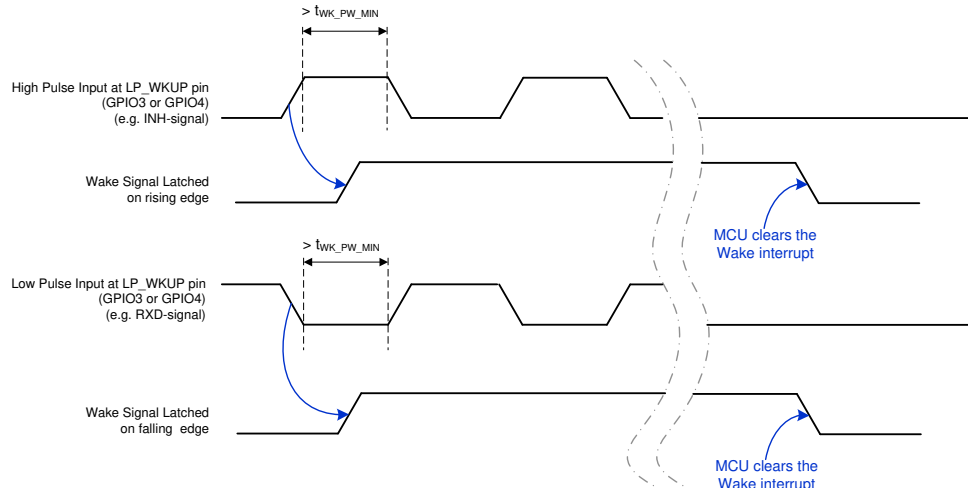 > tWK_PW_MIN
High Pulse Input at LP_WKUP pin
(GPIO3 or GPIO4)
(e.g. INH-signal)
Wake Signal Latched
on rising edge
MCU clears the
Wake interrupt
> tWK_PW_MIN
Low Pulse Input at LP_WKUP pin
(GPIO3 or GPIO4)
(e.g. RXD-signal)
Wake Signal Latched
on falling edge
MCU clears the
Wake interrupt